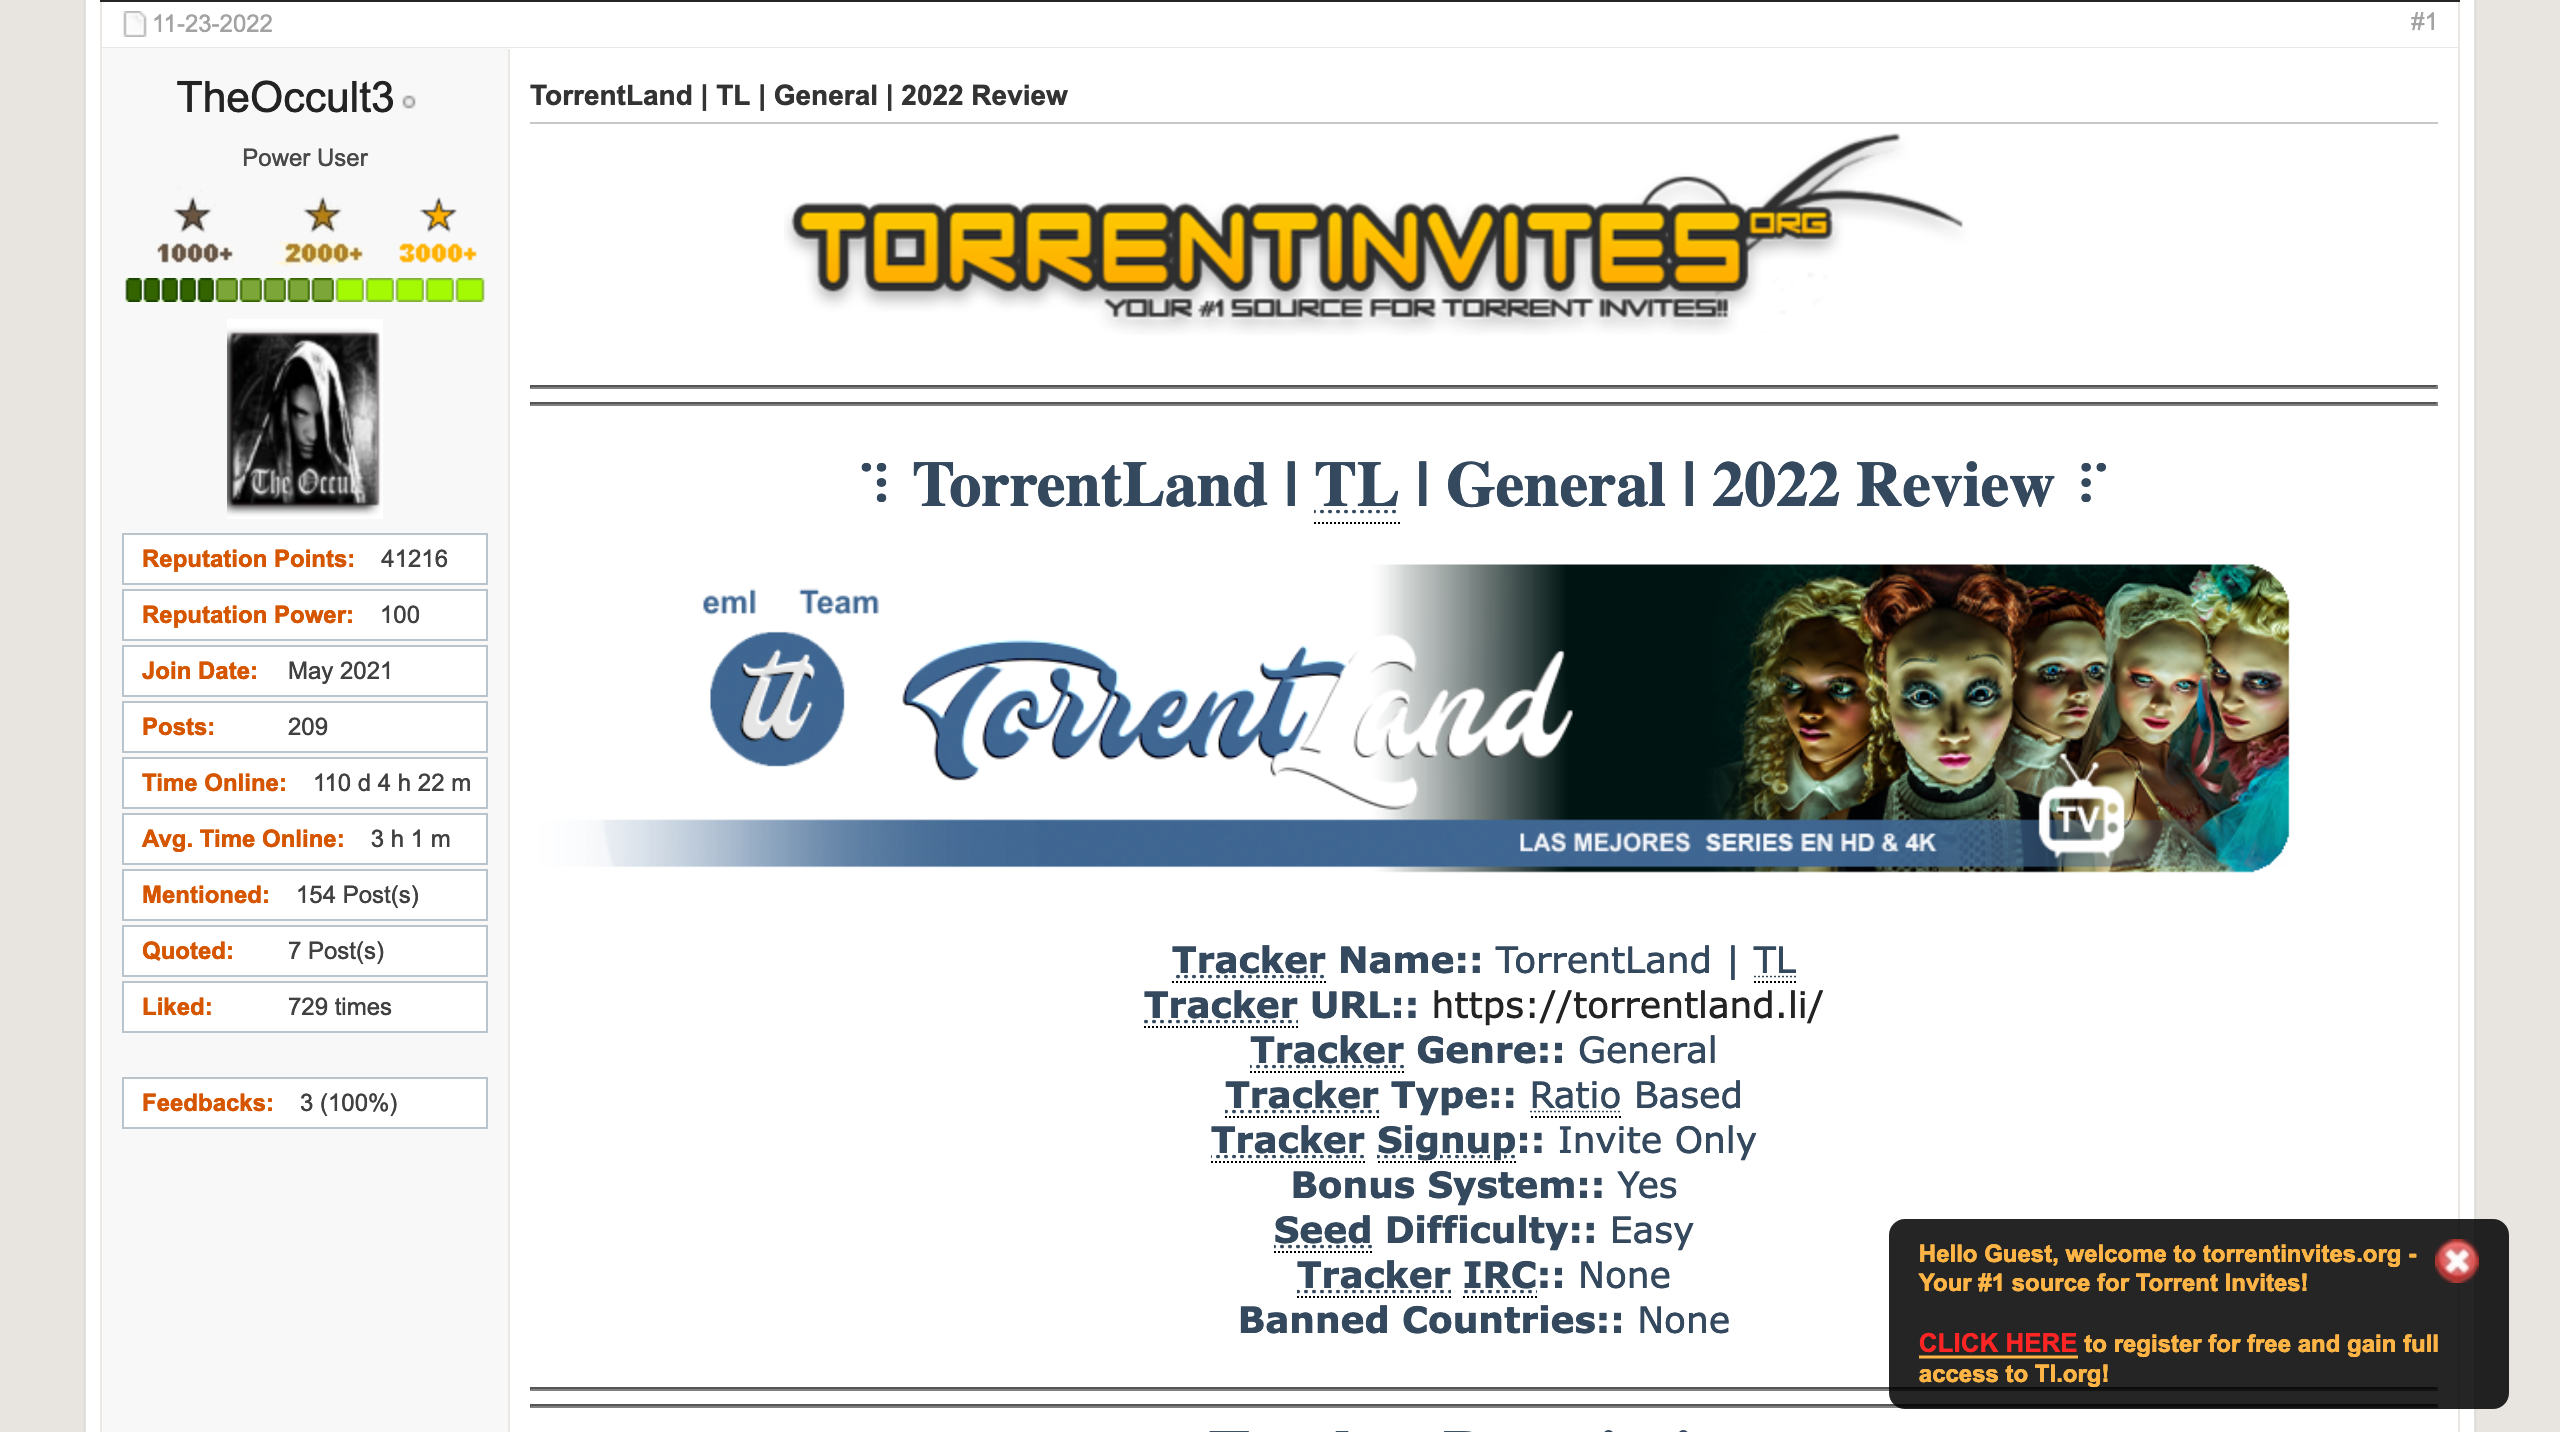 11-23-2022
#1
TheOccult3
Power User
1000+ 2000+ 3000+
The Occul
Reputation Points: 41216
Reputation Power: 100
Join Date: May 2021
Posts: 209
Time Online: 110 d 4 h 22 m
Avg. Time Online: 3 h 1 m
Mentioned: 154 Post(s)
Quoted: 7 Post(s)
Liked: 729 times
Feedbacks: 3 (100%)
TorrentLand | TL | General | 2022 Review
TORRENTINVITES ORG
YOUR #1 SOURCE FOR TORRENT INVITES!!
⠙⠇ TorrentLand | TL | General | 2022 Review ⠸⠋
eml Team
tl TorrentLand
TV
LAS MEJORES SERIES EN HD & 4K
Tracker Name:: TorrentLand | TL
Tracker URL:: https://torrentland.li/
Tracker Genre:: General
Tracker Type:: Ratio Based
Tracker Signup:: Invite Only
Bonus System:: Yes
Seed Difficulty:: Easy
Tracker IRC:: None
Banned Countries:: None
Hello Guest, welcome to torrentinvites.org -
Your #1 source for Torrent Invites!
CLICK HERE to register for free and gain full
access to TI.org!